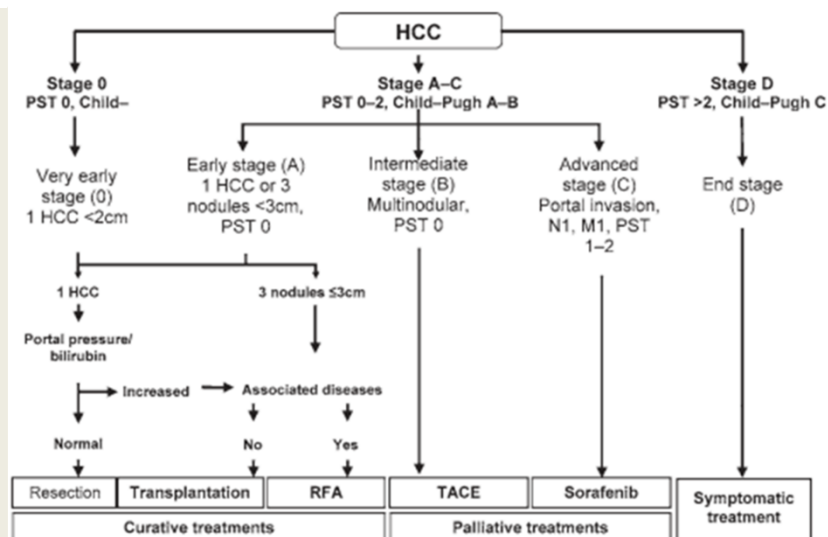 HCC
Stage 0
PST 0, Child–
Stage A–C
PST 0–2, Child–Pugh A–B
Stage D
PST >2, Child–Pugh C
Very early
stage (0)
1 HCC <2cm
Early stage (A)
1 HCC or 3
nodules <3cm,
PST 0
Intermediate
stage (B)
Multinodular,
PST 0
Advanced
stage (C)
Portal invasion,
N1, M1, PST
1–2
End stage
(D)
1 HCC
3 nodules ≤3cm
Portal pressure/
bilirubin
Increased
Associated diseases
Normal
No
Yes
Resection
Transplantation
RFA
TACE
Sorafenib
Symptomatic
treatment
Curative treatments
Palliative treatments